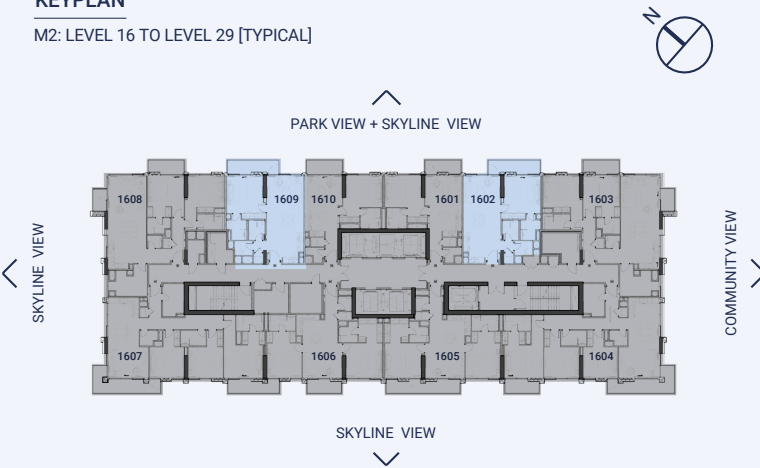 KEYPLAN
M2: LEVEL 16 TO LEVEL 29 [TYPICAL]
N
PARK VIEW + SKYLINE VIEW
1608
1609
1610
1601
1602
1603
SKYLINE VIEW
COMMUNITY VIEW
1607
1606
1605
1604
SKYLINE VIEW